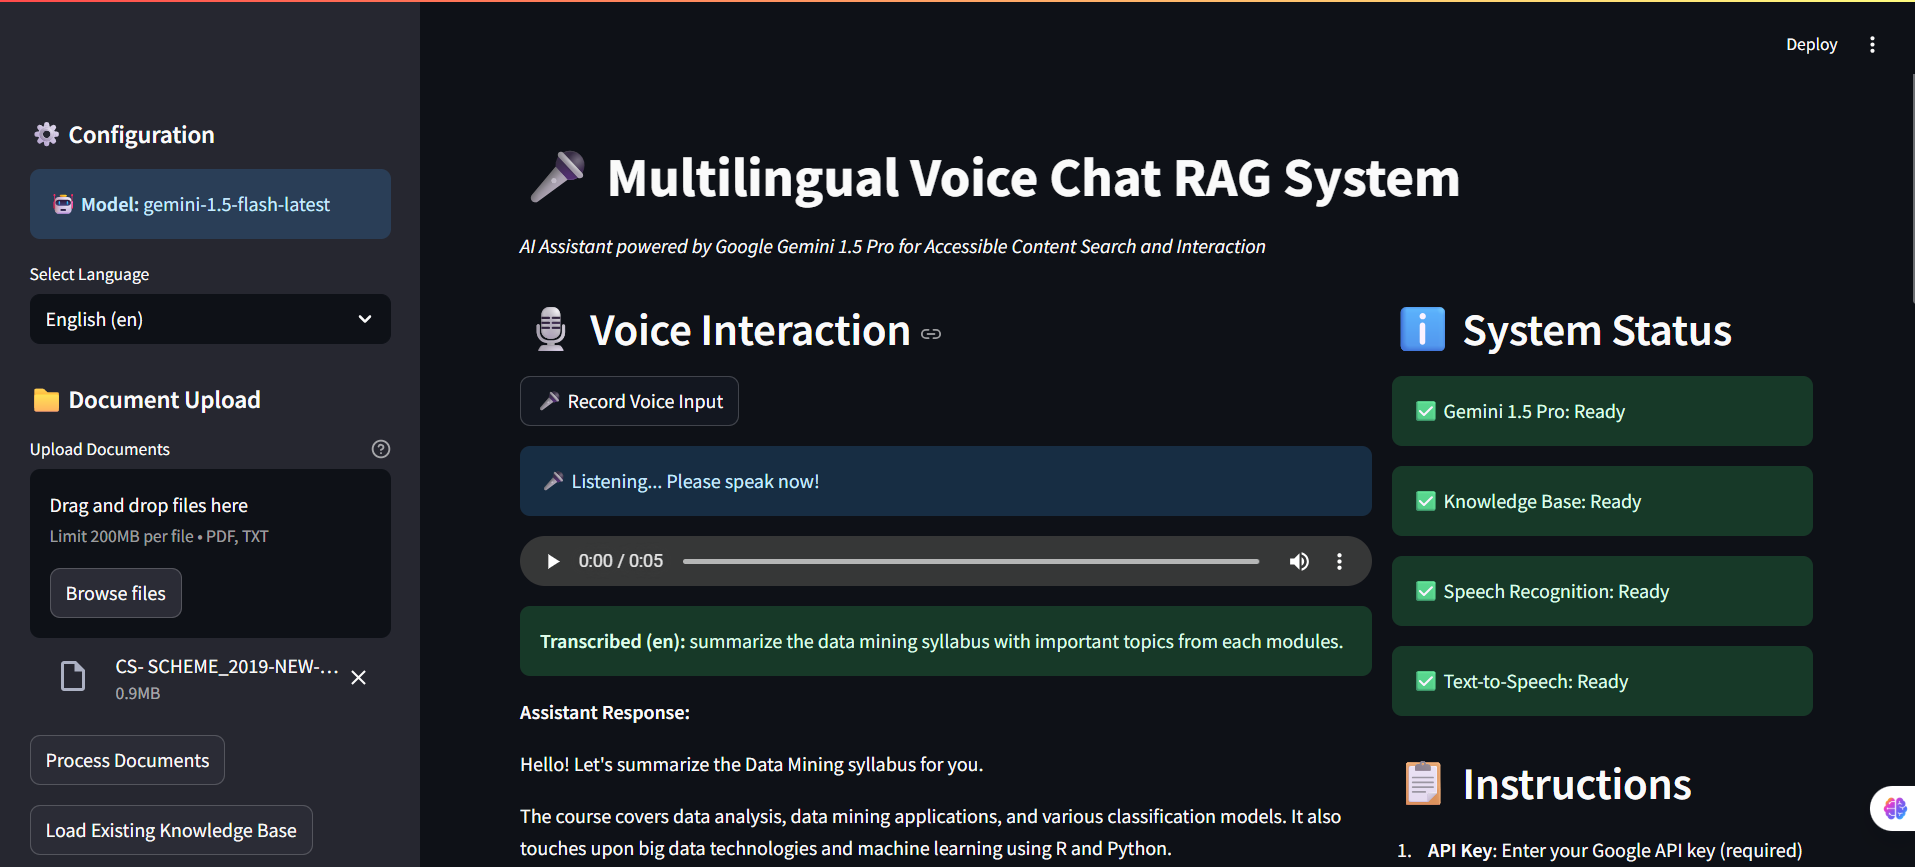 Deploy
Configuration
Model: gemini-1.5-flash-latest
Select Language
English (en)
Document Upload
Upload Documents
Drag and drop files here
Limit 200MB per file • PDF, TXT
Browse files
CS- SCHEME_2019-NEW-...
0.9MB
Process Documents
Load Existing Knowledge Base
Multilingual Voice Chat RAG System
AI Assistant powered by Google Gemini 1.5 Pro for Accessible Content Search and Interaction
Voice Interaction
Record Voice Input
Listening... Please speak now!
0:00 / 0:05
Transcribed (en): summarize the data mining syllabus with important topics from each modules.
Assistant Response:
Hello! Let's summarize the Data Mining syllabus for you.
The course covers data analysis, data mining applications, and various classification models. It also
touches upon big data technologies and machine learning using R and Python.
System Status
Gemini 1.5 Pro: Ready
Knowledge Base: Ready
Speech Recognition: Ready
Text-to-Speech: Ready
Instructions
1. API Key: Enter your Google API key (required)